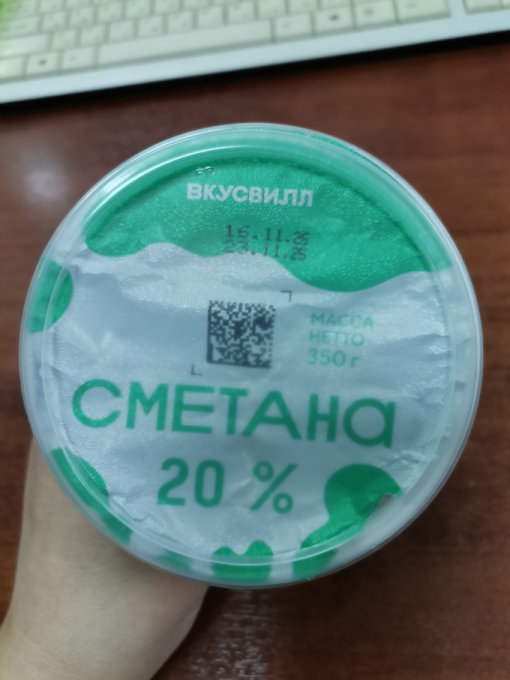 ВКУСВИЛЛ
16.11.25
23.11.25
МАССА
НЕТТО
350 г
СМЕТАНА
20 %